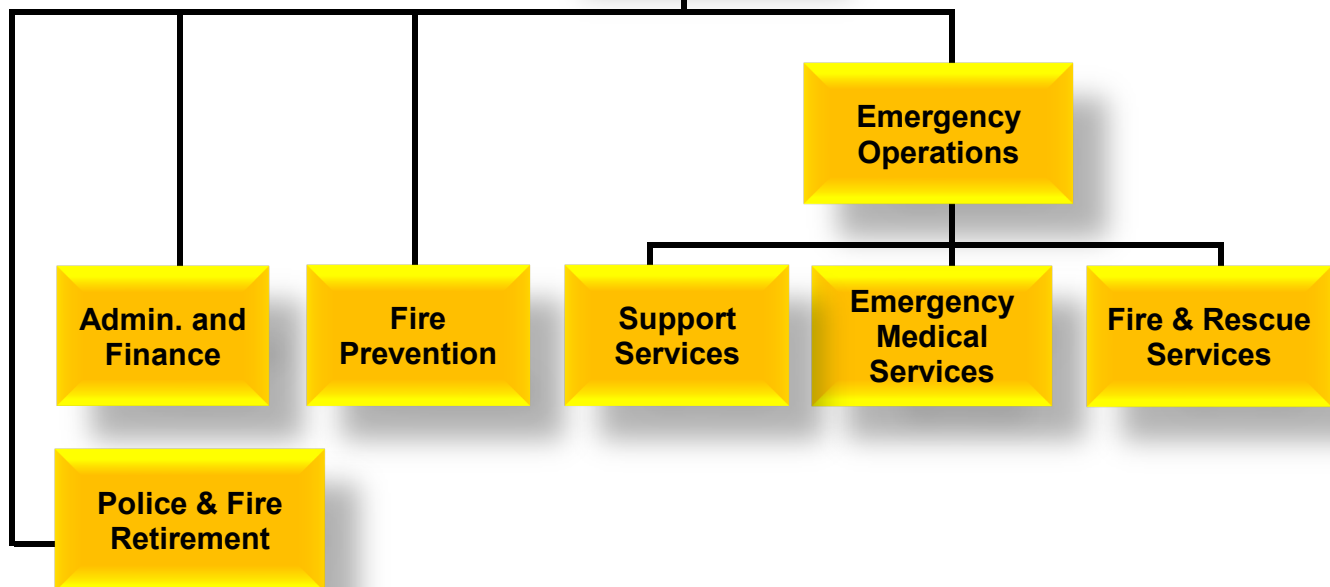 Emergency
Operations
Admin. and
Finance
Fire
Prevention
Support
Services
Emergency
Medical
Services
Fire & Rescue
Services
Police & Fire
Retirement